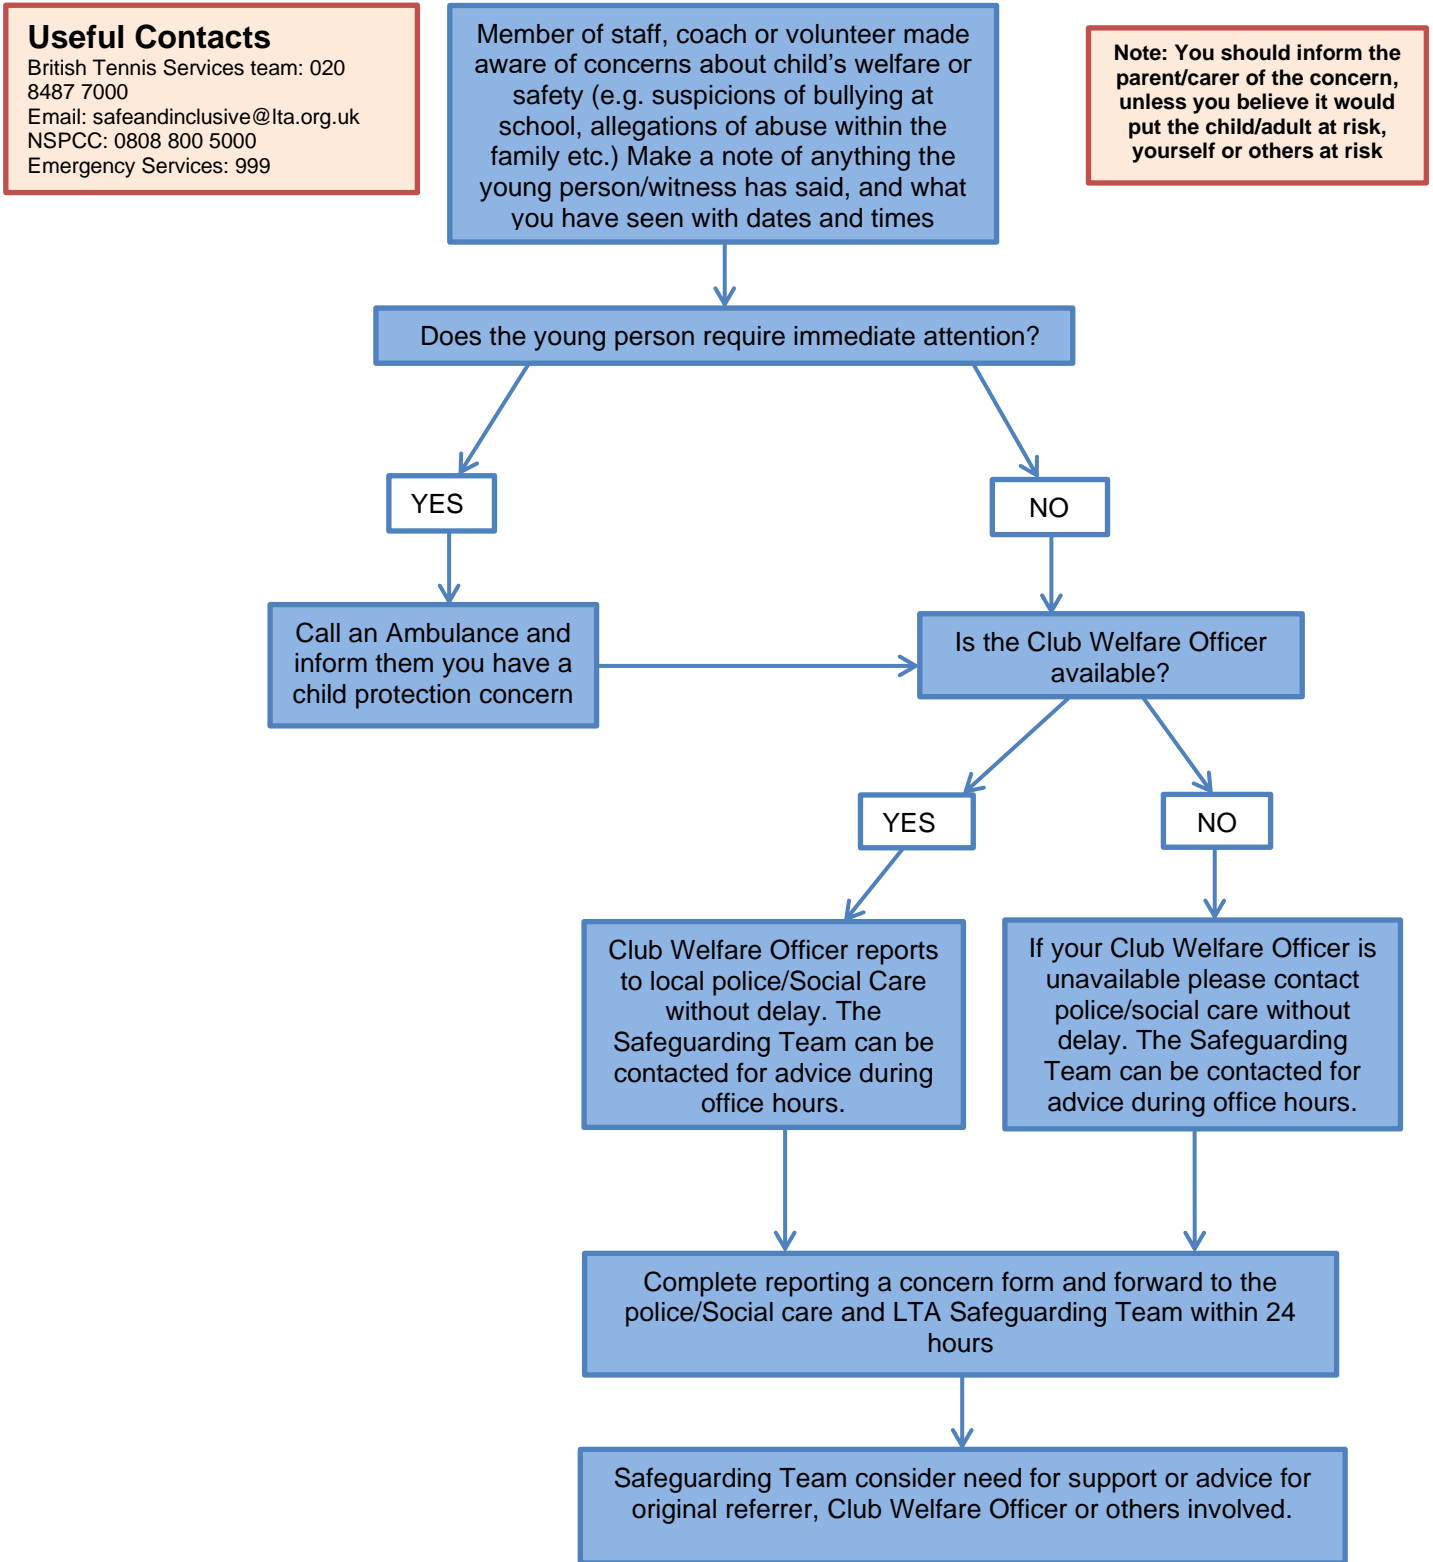 Useful Contacts
British Tennis Services team: 020
8487 7000
Email: safeandinclusive@lta.org.uk
NSPCC: 0808 800 5000
Emergency Services: 999
Member of staff, coach or volunteer made
aware of concerns about child’s welfare or
safety (e.g. suspicions of bullying at
school, allegations of abuse within the
family etc.) Make a note of anything the
young person/witness has said, and what
you have seen with dates and times
Note: You should inform the
parent/carer of the concern,
unless you believe it would
put the child/adult at risk,
yourself or others at risk
Does the young person require immediate attention?
YES
NO
Call an Ambulance and
inform them you have a
child protection concern
Is the Club Welfare Officer
available?
YES
NO
Club Welfare Officer reports
to local police/Social Care
without delay. The
Safeguarding Team can be
contacted for advice during
office hours.
If your Club Welfare Officer is
unavailable please contact
police/social care without
delay. The Safeguarding
Team can be contacted for
advice during office hours.
Complete reporting a concern form and forward to the
police/Social care and LTA Safeguarding Team within 24
hours
Safeguarding Team consider need for support or advice for
original referrer, Club Welfare Officer or others involved.